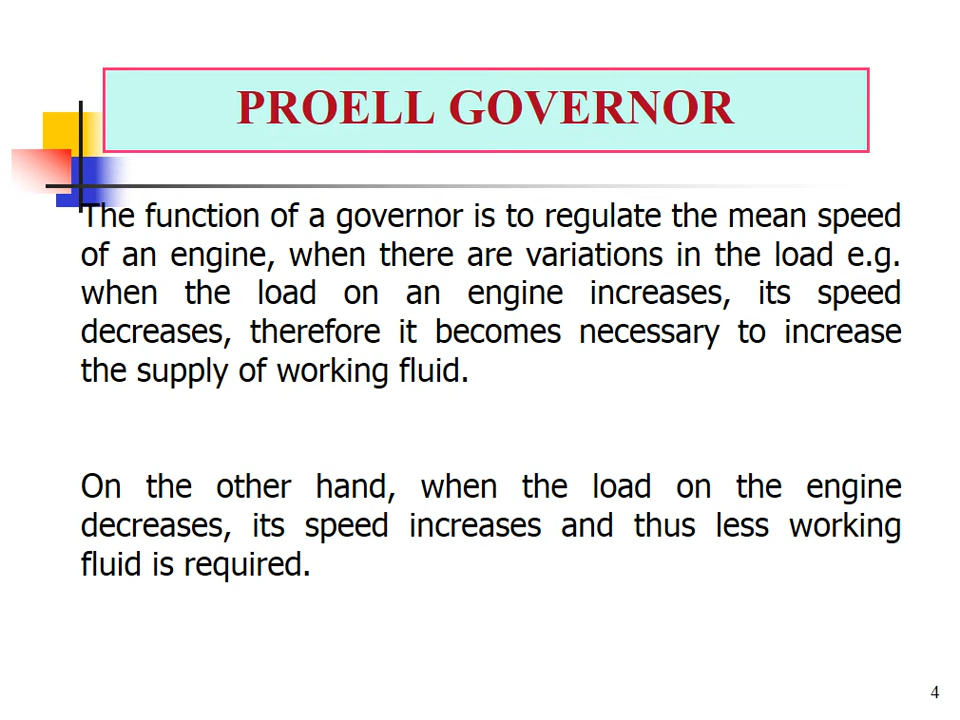 PROELL GOVERNOR
The function of a governor is to regulate the mean speed
of an engine, when there are variations in the load e.g.
when the load on an engine increases, its speed
decreases, therefore it becomes necessary to increase
the supply of working fluid.
On the other hand, when the load on the engine
decreases, its speed increases and thus less working
fluid is required.
4